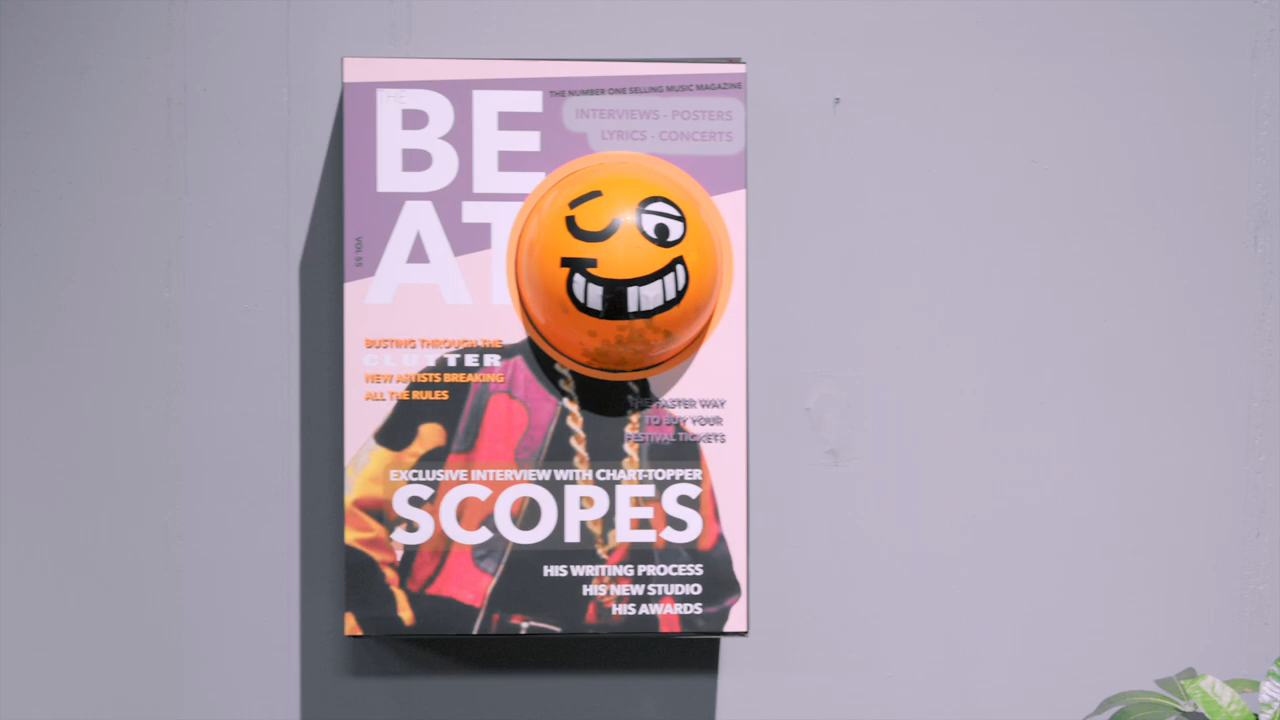 THE
BE
AT
THE NUMBER ONE SELLING MUSIC MAGAZINE
INTERVIEWS - POSTERS
LYRICS - CONCERTS
VOL 55
BUSTING THROUGH THE
CLUTTER
NEW ARTISTS BREAKING
ALL THE RULES
THE FASTER WAY
TO BUY YOUR
FESTIVAL TICKETS
EXCLUSIVE INTERVIEW WITH CHART-TOPPER
SCOPES
HIS WRITING PROCESS
HIS NEW STUDIO
HIS AWARDS